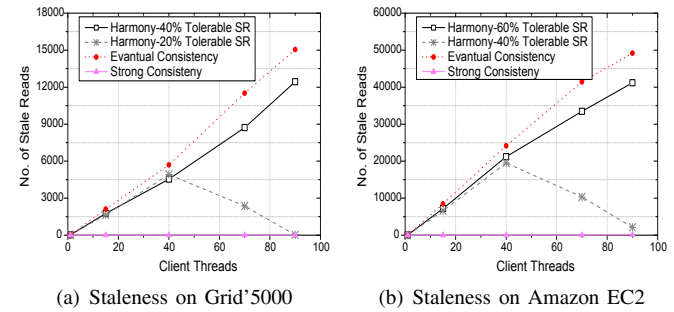 18000
15000
12000
9000
6000
3000
0
No. of Stale Reads
Harmony-40% Tolerable SR
Harmony-20% Tolerable SR
Evantual Consistency
Strong Consisteny
0 20 40 60 80 100
Client Threads
(a) Staleness on Grid'5000
60000
50000
40000
30000
20000
10000
0
No. of Stale Reads
Harmony-60% Tolerable SR
Harmony-40% Tolerable SR
Evantual Consistency
Strong Consistency
0 20 40 60 80 100
Client Threads
(b) Staleness on Amazon EC2